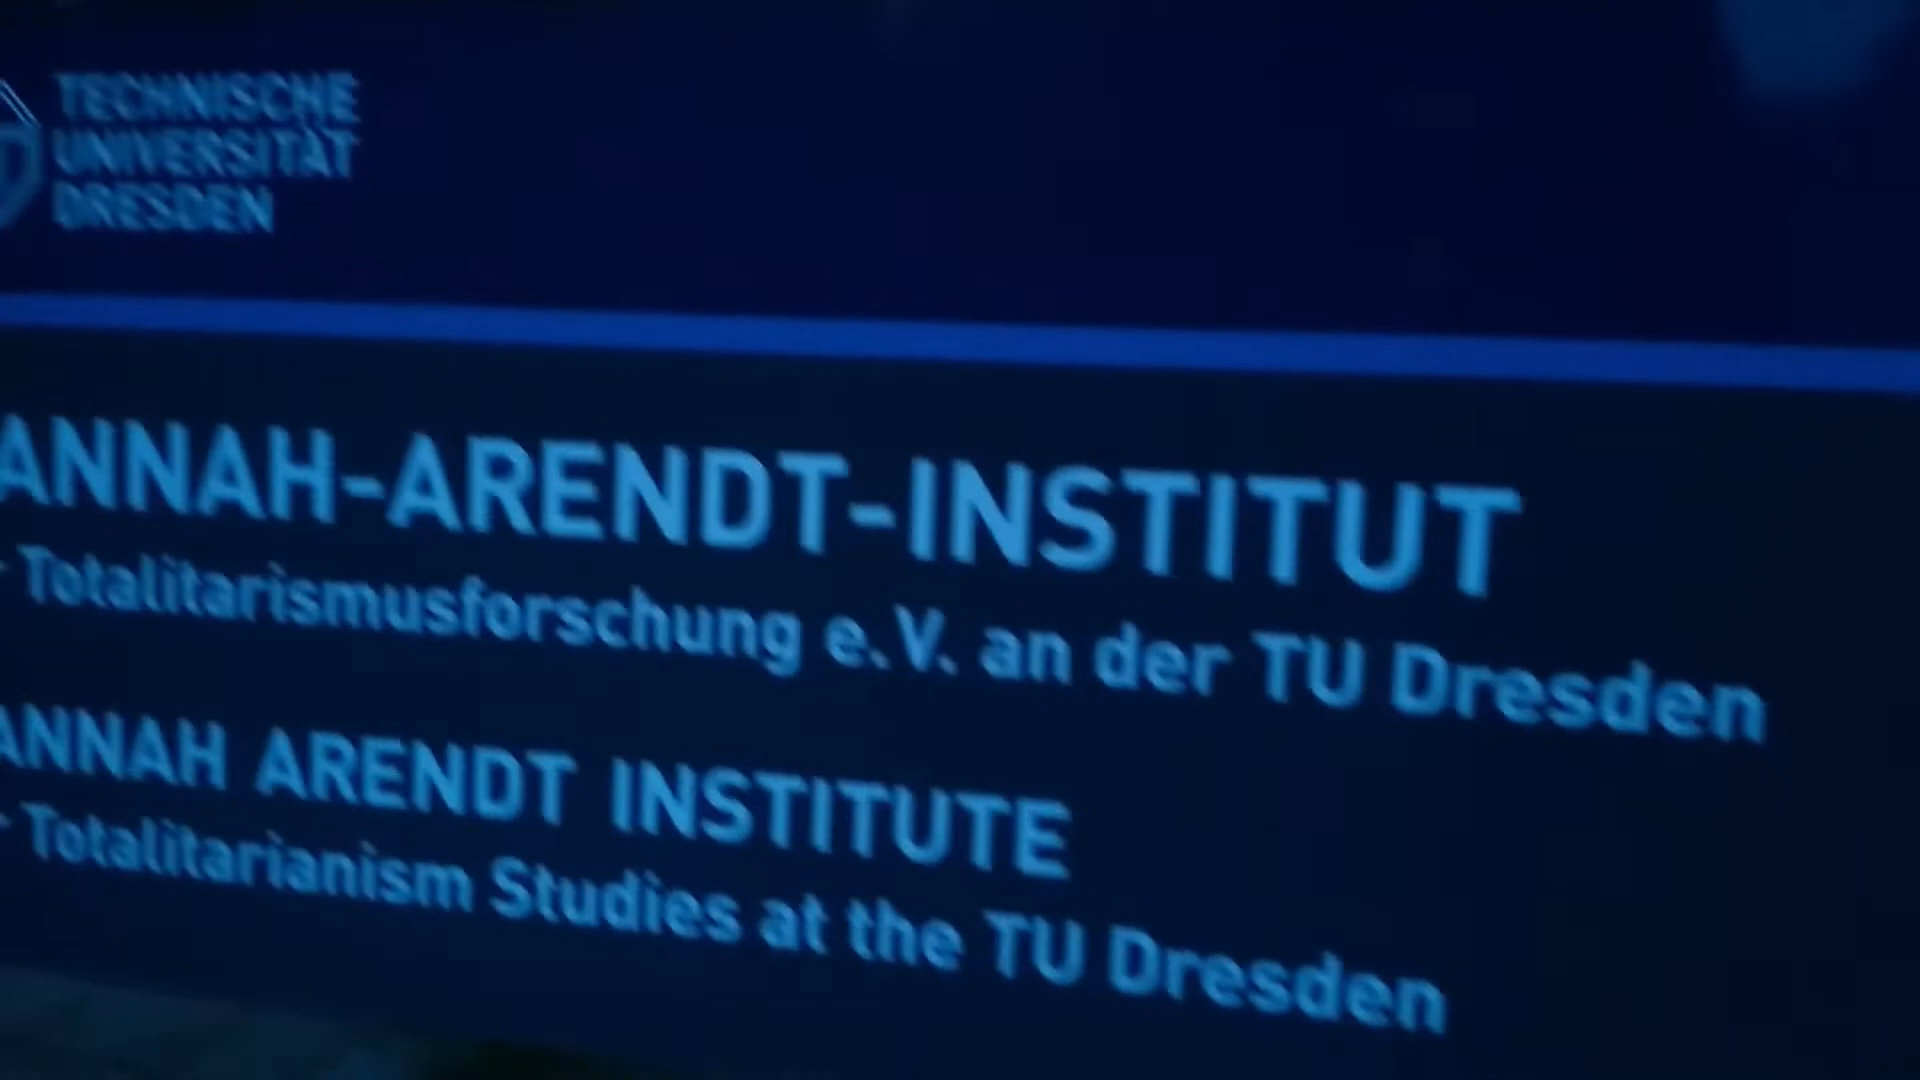 TECHNISCHE
UNIVERSITÄT
DRESDEN
ANNAH-ARENDT-INSTITUT
Totalitarismusforschung e.V. an der TU Dresden
ANNAH ARENDT INSTITUTE
Totalitarianism Studies at the TU Dresden